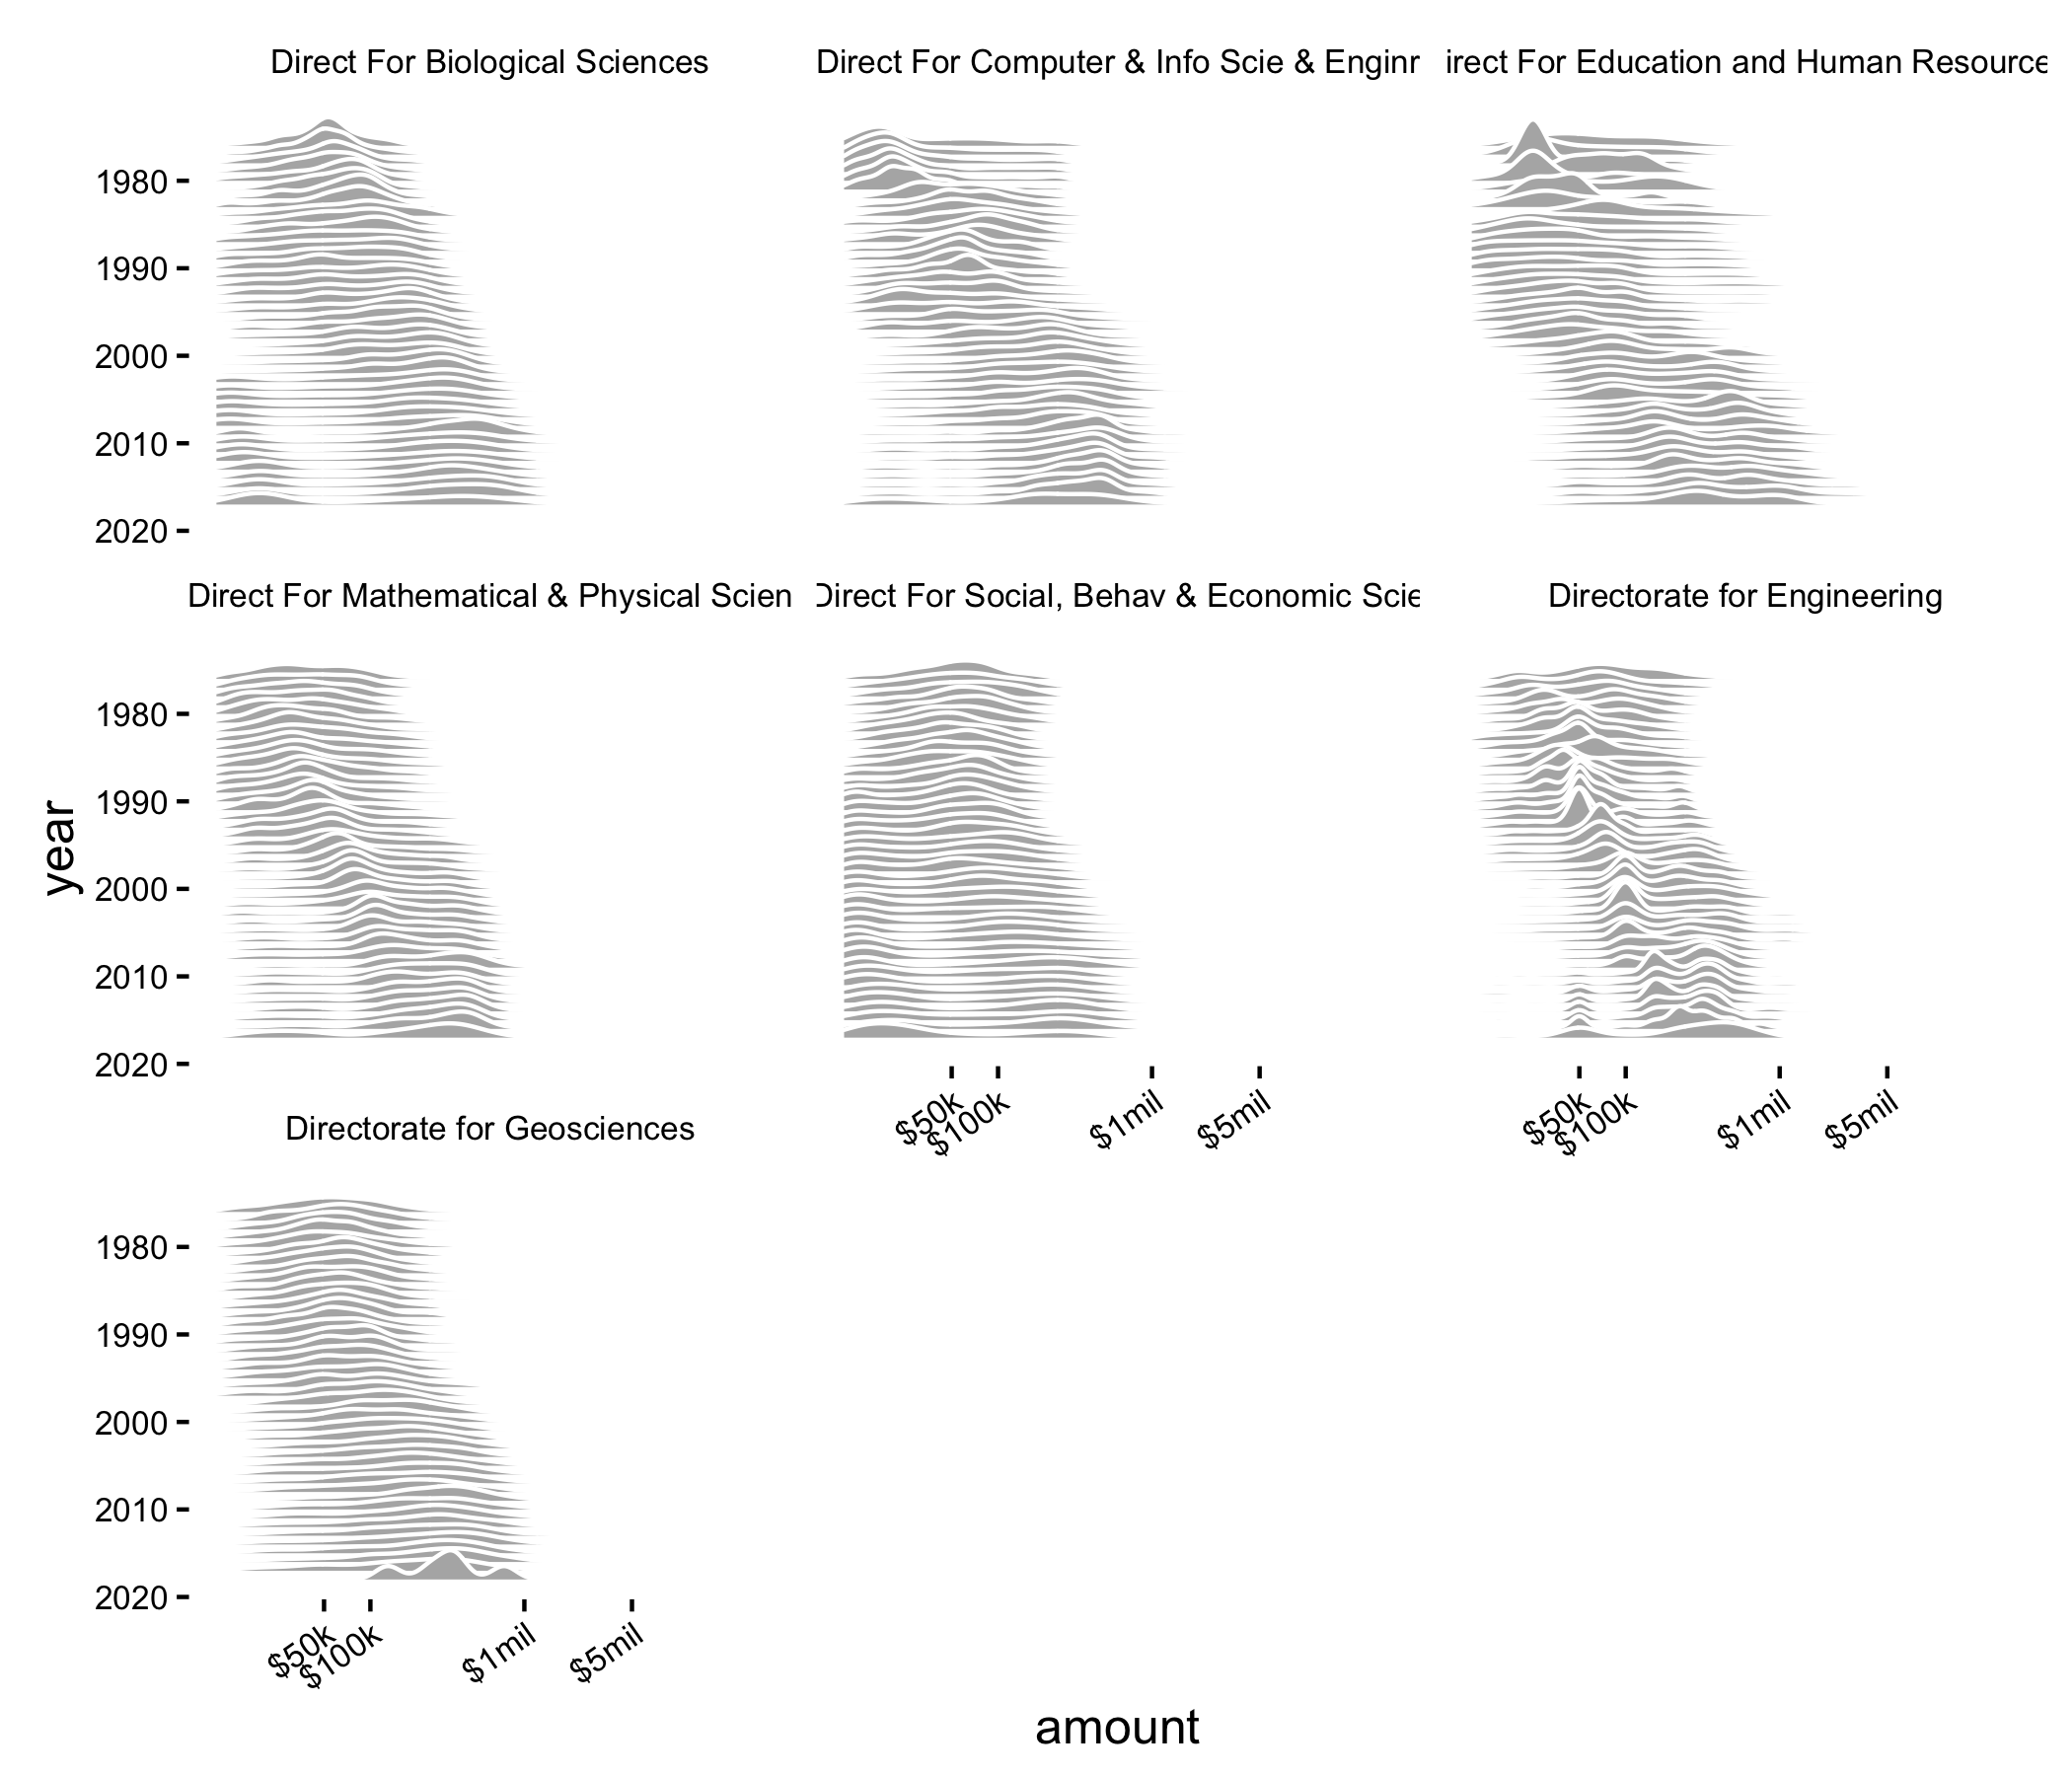 Direct For Biological Sciences
Direct For Computer & Info Scie & Enginr
irect For Education and Human Resource
1980
1990
2000
2010
2020
Direct For Mathematical & Physical Scien
Direct For Social, Behav & Economic Scie
Directorate for Engineering
1980
1990
2000
2010
2020
$50k
$100k
$1mil
$5mil
$50k
$100k
$1mil
$5mil
Directorate for Geosciences
1980
1990
2000
2010
2020
$50k
$100k
$1mil
$5mil
year
amount